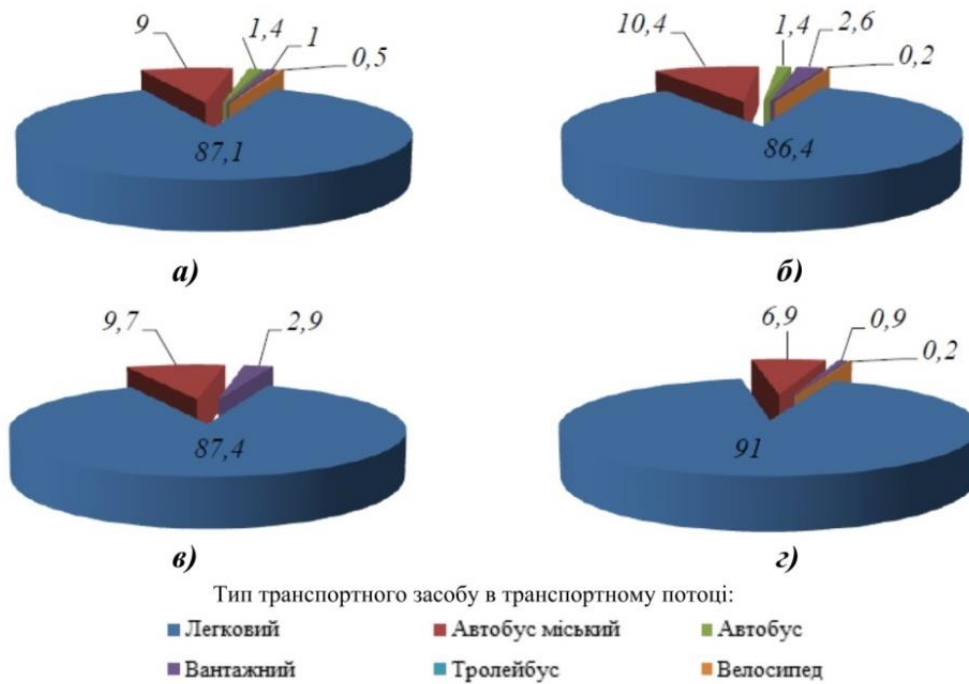 9 1,4 1 0,5
87,1
а)
10,4 1,4 2,6 0,2
86,4
б)
9,7 2,9
87,4
в)
6,9 0,9 0,2
91
г)
Тип транспортного засобу в транспортному потоці:
Легковий Автобус міський Автобус
Вантажний Тролейбус Велосипед